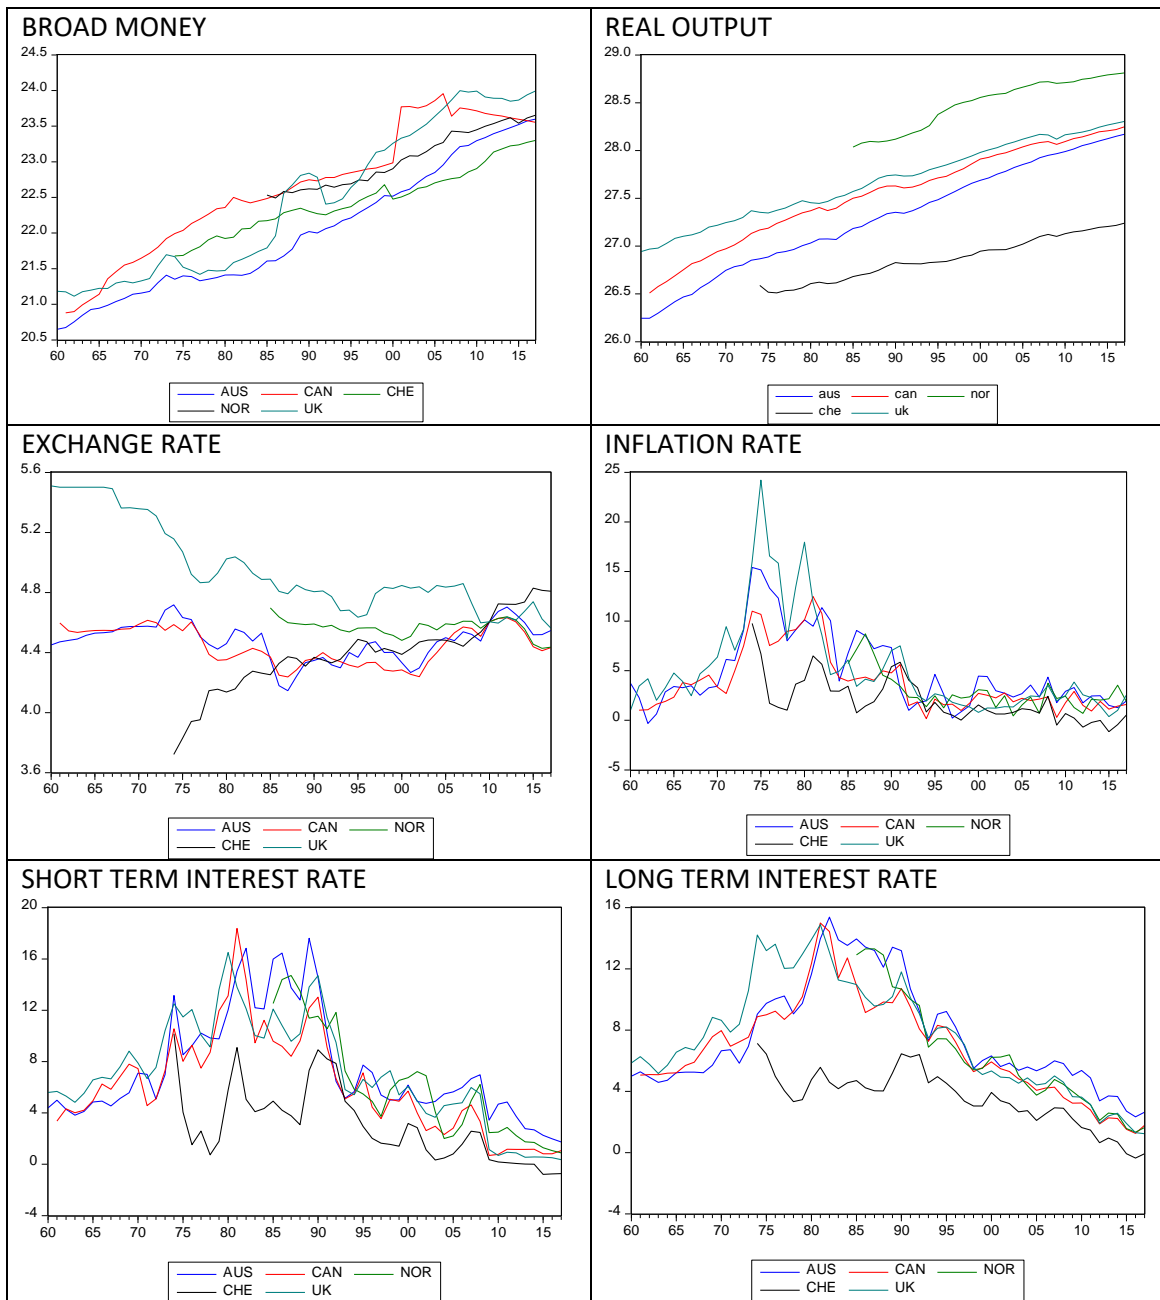 BROAD MONEY
24.5
24.0
23.5
23.0
22.5
22.0
21.5
21.0
20.5
60 65 70 75 80 85 90 95 00 05 10 15
AUS CAN CHE
NOR UK
REAL OUTPUT
29.0
28.5
28.0
27.5
27.0
26.5
26.0
60 65 70 75 80 85 90 95 00 05 10 15
aus can nor
che uk
EXCHANGE RATE
5.6
5.2
4.8
4.4
4.0
3.6
60 65 70 75 80 85 90 95 00 05 10 15
AUS CAN NOR
CHE UK
INFLATION RATE
25
20
15
10
5
0
-5
60 65 70 75 80 85 90 95 00 05 10 15
AUS CAN NOR
CHE UK
SHORT TERM INTEREST RATE
20
16
12
8
4
0
-4
60 65 70 75 80 85 90 95 00 05 10 15
AUS CAN NOR
CHE UK
LONG TERM INTEREST RATE
16
12
8
4
0
-4
60 65 70 75 80 85 90 95 00 05 10 15
AUS CAN NOR
CHE UK